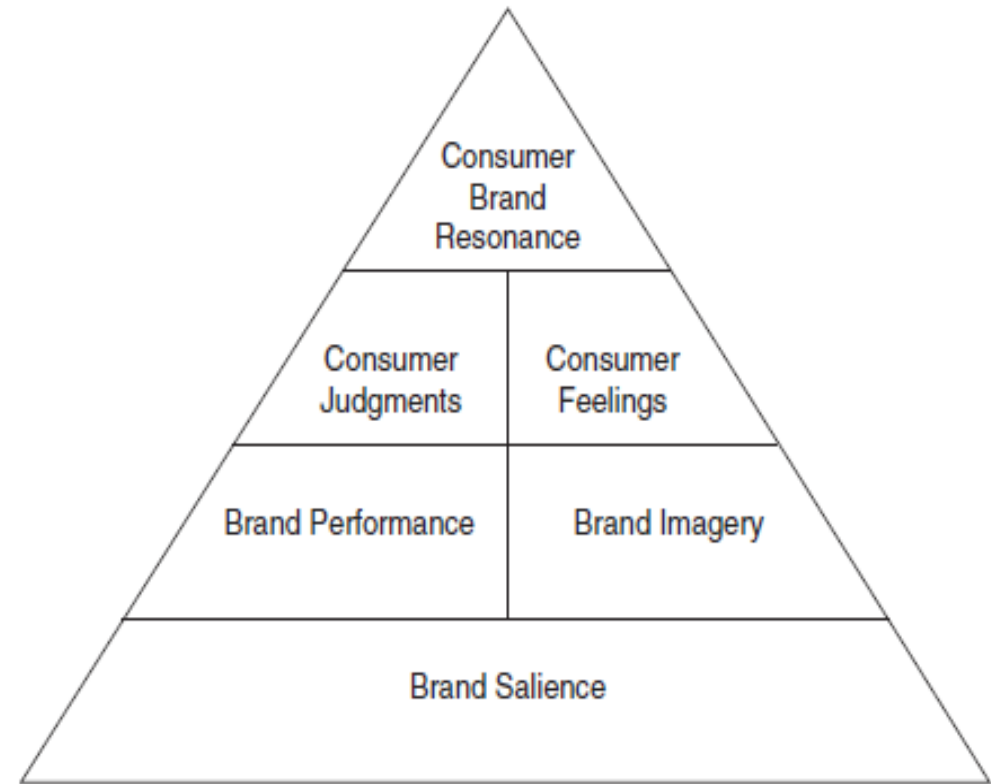 Consumer
Brand
Resonance
Consumer
Judgments
Consumer
Feelings
Brand Performance
Brand Imagery
Brand Salience